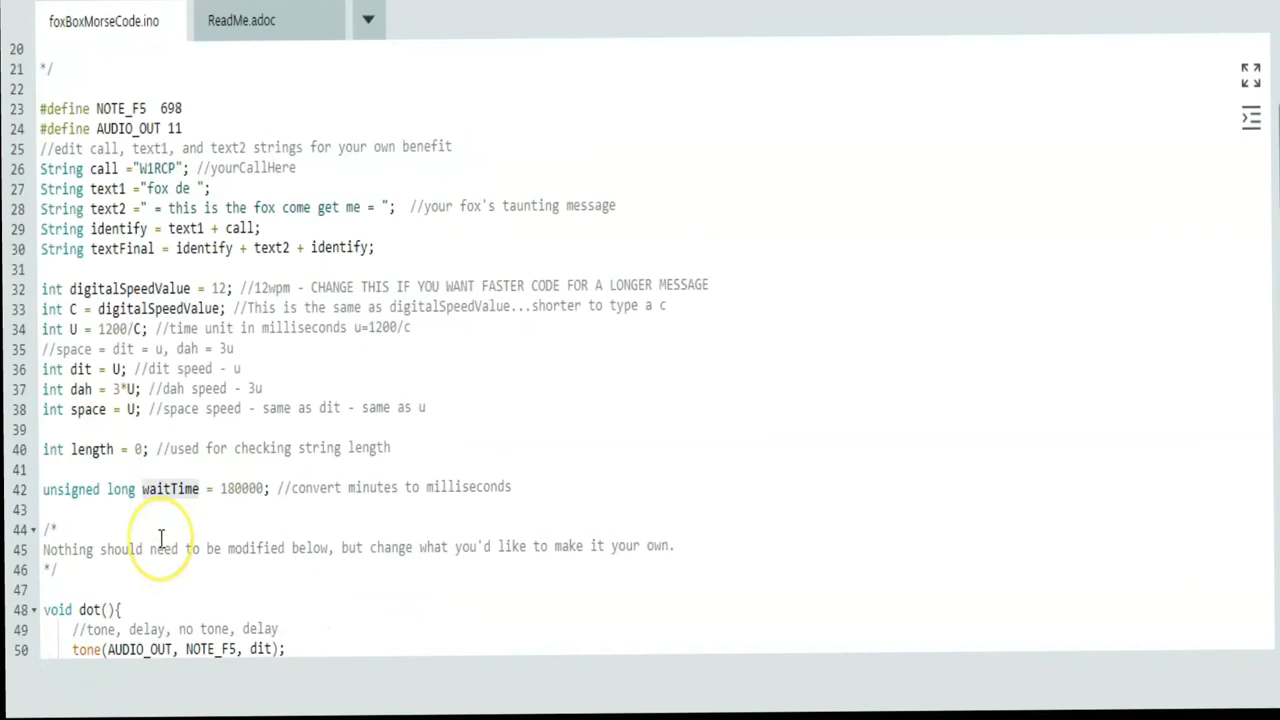 foxBoxMorseCode.ino
ReadMe.adoc
20
21 */
22
23 #define NOTE_F5  698
24 #define AUDIO_OUT 11
25 //edit call, text1, and text2 strings for your own benefit
26 String call ="W1RCP"; //yourCallHere
27 String text1 ="fox de ";
28 String text2 =" = this is the fox come get me = ";  //your fox's taunting message
29 String identify = text1 + call;
30 String textFinal = identify + text2 + identify;
31
32 int digitalSpeedValue = 12; //12wpm - CHANGE THIS IF YOU WANT FASTER CODE FOR A LONGER MESSAGE
33 int C = digitalSpeedValue; //This is the same as digitalSpeedValue...shorter to type a c
34 int U = 1200/C; //time unit in milliseconds u=1200/c
35 //space = dit = u, dah = 3u
36 int dit = U; //dit speed - u
37 int dah = 3*U; //dah speed - 3u
38 int space = U; //space speed - same as dit - same as u
39
40 int length = 0; //used for checking string length
41
42 unsigned long waitTime = 180000; //convert minutes to milliseconds
43
44 /*
45 Nothing should need to be modified below, but change what you'd like to make it your own.
46 */
47
48 void dot(){
49 //tone, delay, no tone, delay
50 tone(AUDIO_OUT, NOTE_F5, dit);